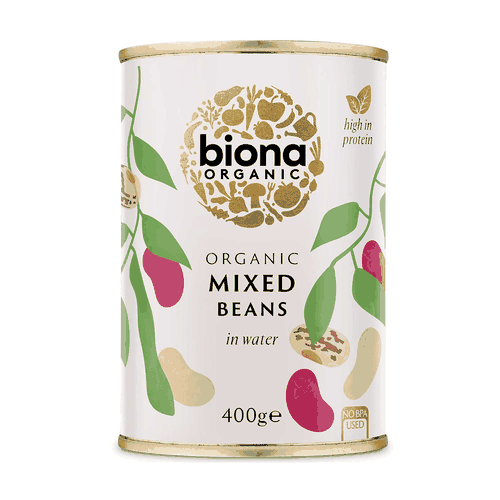 biona
ORGANIC
high in
protein
ORGANIC
MIXED
BEANS
in water
400g℮
NO BPA
USED